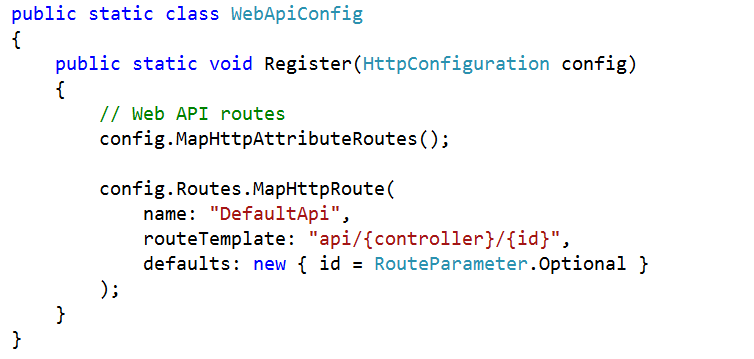 public static class WebApiConfig
{
    public static void Register(HttpConfiguration config)
    {
        // Web API routes
        config.MapHttpAttributeRoutes();

        config.Routes.MapHttpRoute(
            name: "DefaultApi",
            routeTemplate: "api/{controller}/{id}",
            defaults: new { id = RouteParameter.Optional }
        );
    }
}